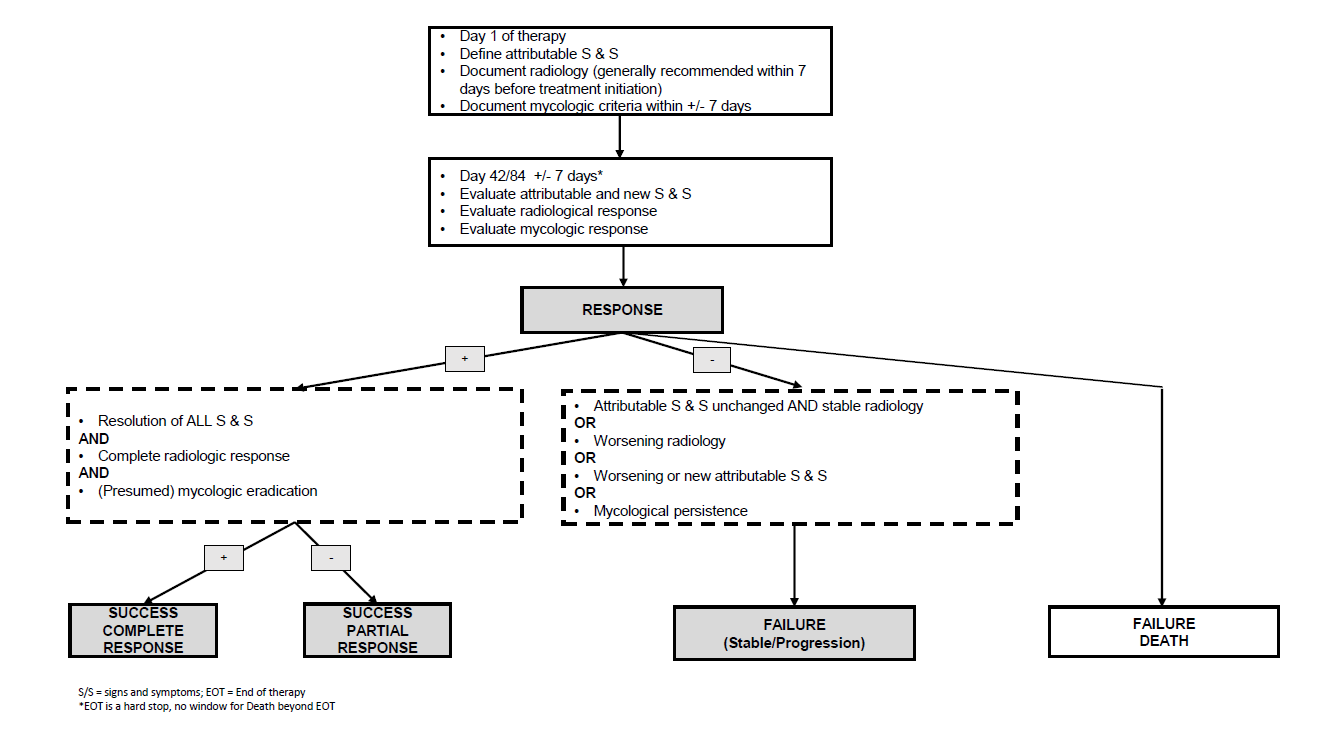 • Day 1 of therapy
• Define attributable S & S
• Document radiology (generally recommended within 7
days before treatment initiation)
• Document mycologic criteria within +/- 7 days
• Day 42/84 +/- 7 days*
• Evaluate attributable and new S & S
• Evaluate radiological response
• Evaluate mycologic response
RESPONSE
+
-
• Resolution of ALL S & S
AND
• Complete radiologic response
AND
• (Presumed) mycologic eradication
• Attributable S & S unchanged AND stable radiology
OR
• Worsening radiology
OR
• Worsening or new attributable S & S
OR
• Mycological persistence
+
-
SUCCESS
COMPLETE
RESPONSE
SUCCESS
PARTIAL
RESPONSE
FAILURE
(Stable/Progression)
FAILURE
DEATH
S/S = signs and symptoms; EOT = End of therapy
*EOT is a hard stop, no window for Death beyond EOT